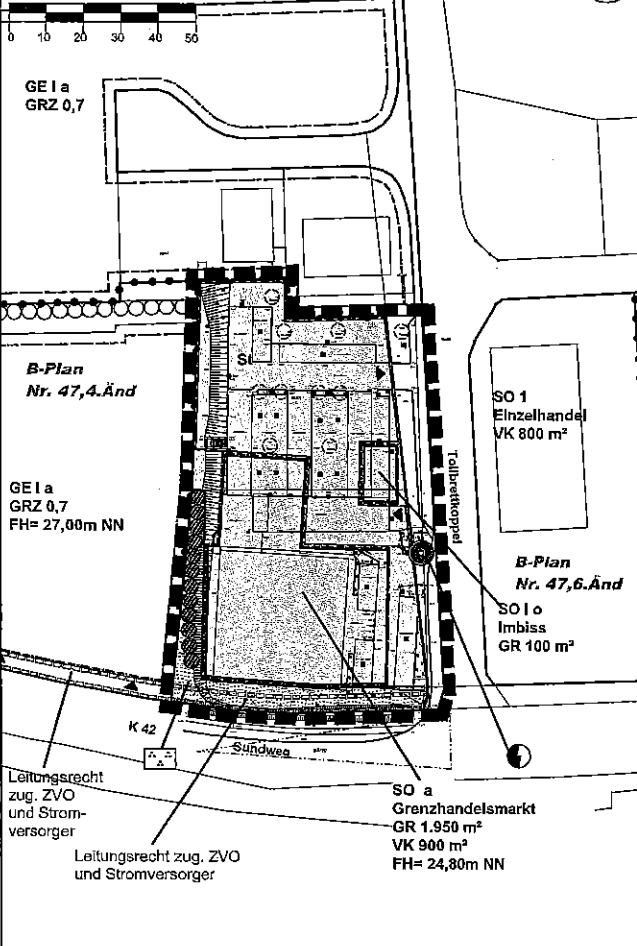 0 10 20 30 40 50
GE I a
GRZ 0,7
B-Plan
Nr. 47,4.Änd
St
SO 1
Einzelhandel
VK 800 m²
Tollbrettkoppel
GE I a
GRZ 0,7
FH= 27,00m NN
B-Plan
Nr. 47,6.Änd
SO I o
Imbiss
GR 100 m²
K 42
Sundweg
Leitungsrecht
zug. ZVO
und Strom-
versorger
SO a
Grenzhandelsmarkt
GR 1.950 m²
VK 900 m²
FH= 24,80m NN
Leitungsrecht zug. ZVO
und Stromversorger